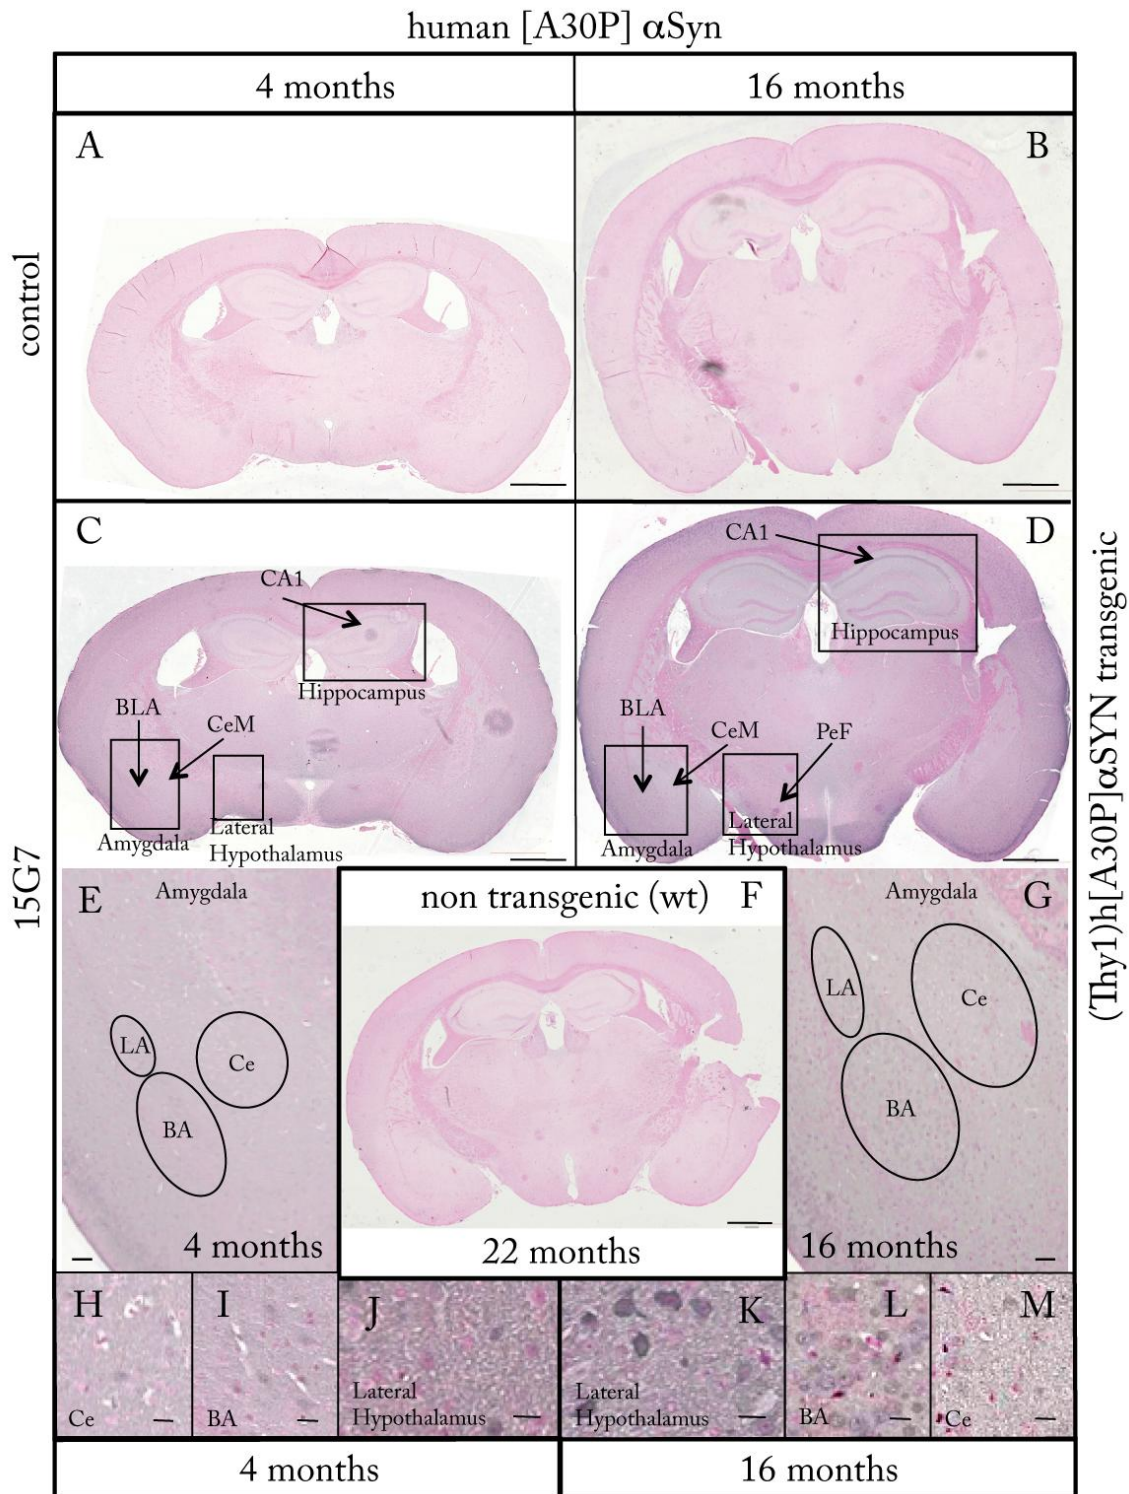 human [A30P] αSyn
4 months
16 months
control
A
B
15G7
(Thy1)h[A30P]αSYN transgenic
C
CA1
Hippocampus
BLA
CeM
Amygdala
Lateral
Hypothalamus
D
CA1
Hippocampus
BLA
CeM
PeF
Amygdala
Lateral
Hypothalamus
E
Amygdala
LA
Ce
BA
4 months
non transgenic (wt)
F
22 months
Amygdala
G
LA
Ce
BA
16 months
H
Ce
I
BA
J
Lateral
Hypothalamus
K
Lateral
Hypothalamus
L
BA
M
Ce
4 months
16 months